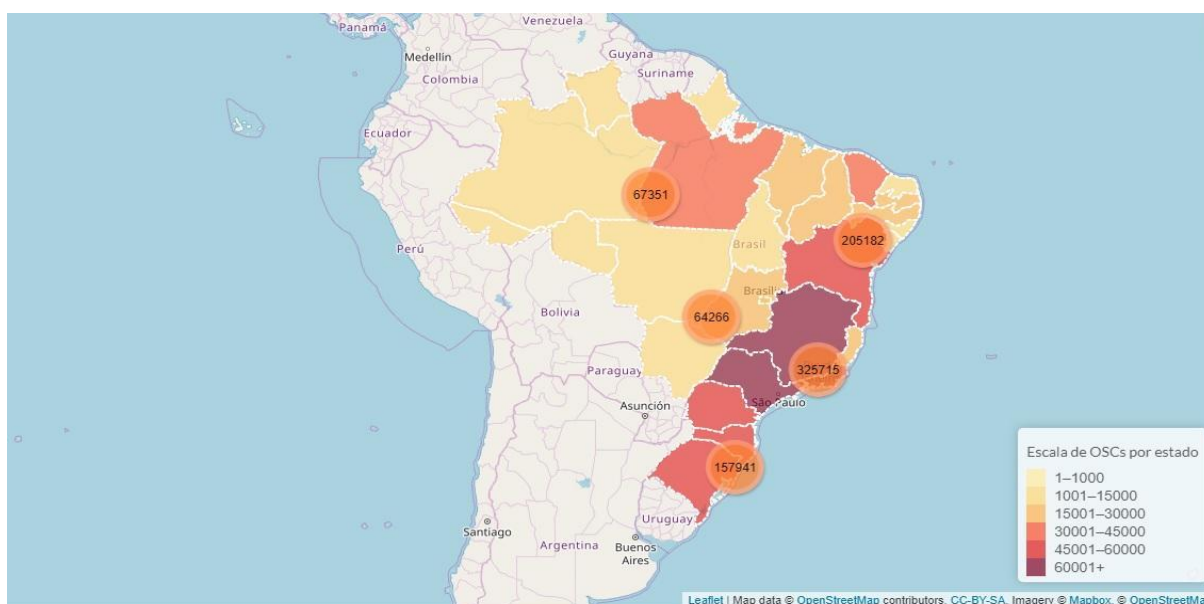 Panamá
Venezuela
Medellín
Guyana
Suriname
Colombia
Ecuador
67351
205182
Brasil
Perú
Brasíli
64266
Bolivia
325715
Paraguay
São Paulo
Asunción
157941
Uruguay
Santiago
Argentina
Buenos
Aires
Escala de OSCs por estado
1–1000
1001–15000
15001–30000
30001–45000
45001–60000
60001+
Leaflet | Map data © OpenStreetMap contributors, CC-BY-SA, Imagery © Mapbox, © OpenStreetMa